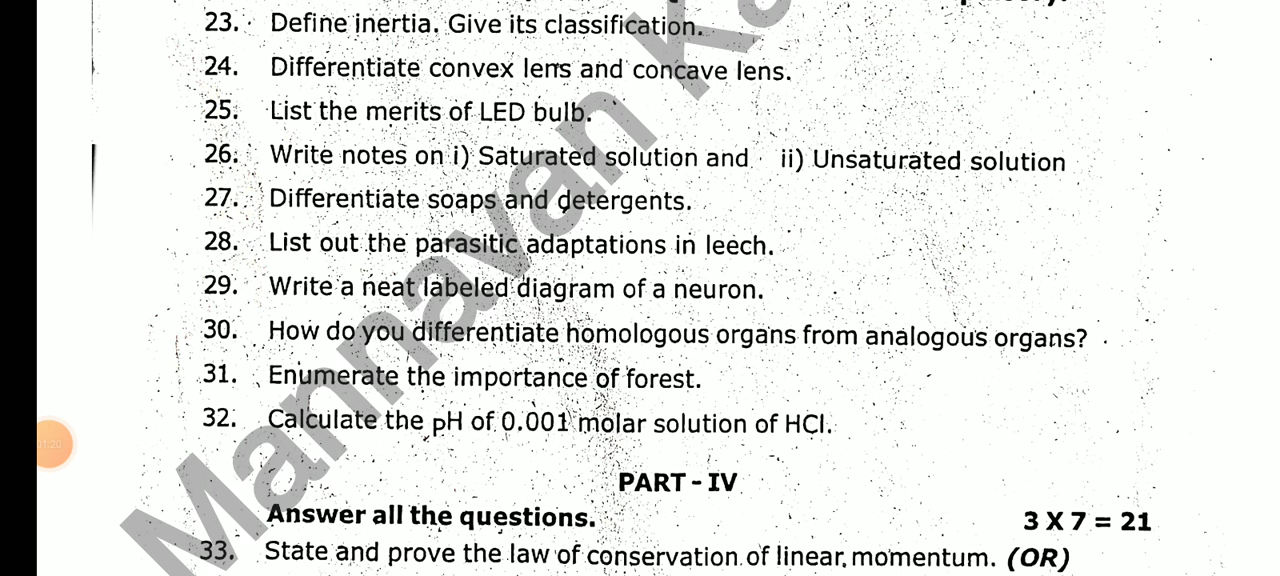 23. Define inertia. Give its classification.
24. Differentiate convex lens and concave lens.
25. List the merits of LED bulb.
26. Write notes on i) Saturated solution and ii) Unsaturated solution
27. Differentiate soaps and detergents.
28. List out the parasitic adaptations in leech.
29. Write a neat labeled diagram of a neuron.
30. How do you differentiate homologous organs from analogous organs?
31. Enumerate the importance of forest.
32. Calculate the pH of 0.001 molar solution of HCl.
01:20
PART - IV
Answer all the questions. 3 X 7 = 21
33. State and prove the law of conservation of linear momentum. (OR)
Mannavan